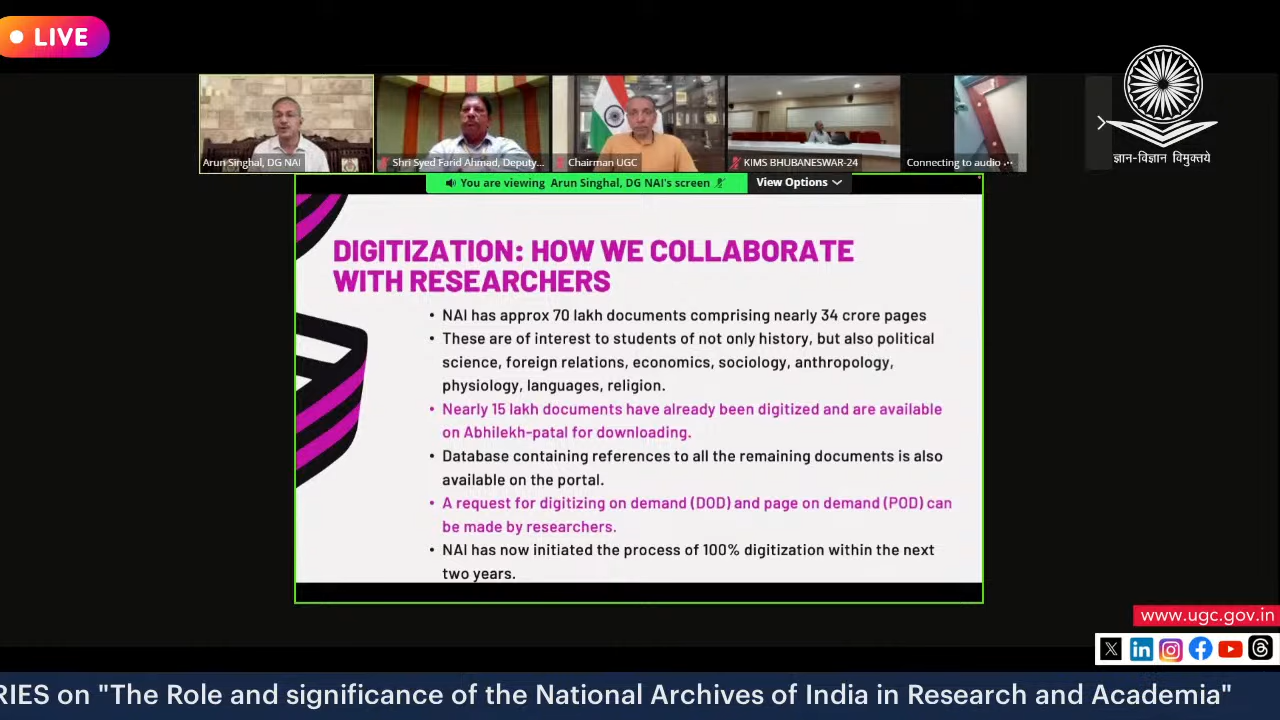 LIVE
Arun Singhal, DG NAI
Shri Syed Farid Ahmad, Deputy...
Chairman UGC
KIMS BHUBANESWAR-24
Connecting to audio ...
ज्ञान-विज्ञान विमुक्तये
You are viewing Arun Singhal, DG NAI's screen
View Options
DIGITIZATION: HOW WE COLLABORATE
WITH RESEARCHERS
• NAI has approx 70 lakh documents comprising nearly 34 crore pages
• These are of interest to students of not only history, but also political
science, foreign relations, economics, sociology, anthropology,
physiology, languages, religion.
• Nearly 15 lakh documents have already been digitized and are available
on Abhilekh-patal for downloading.
• Database containing references to all the remaining documents is also
available on the portal.
• A request for digitizing on demand (DOD) and page on demand (POD) can
be made by researchers.
• NAI has now initiated the process of 100% digitization within the next
two years.
www.ugc.gov.in
RIES on "The Role and significance of the National Archives of India in Research and Academia"